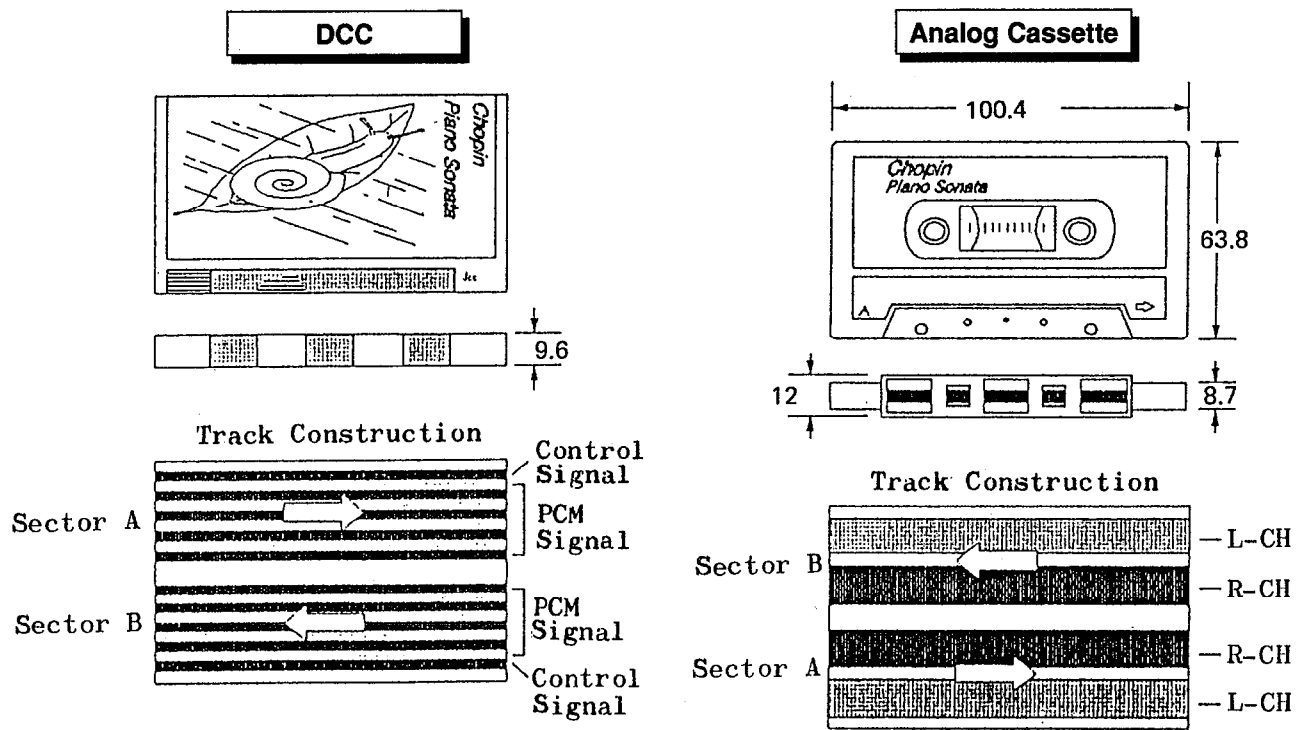 DCC
Chopin
Piano Sonata
9.6
Track Construction
Control
Signal
Sector A
PCM
Signal
Sector B
PCM
Signal
Control
Signal
Analog Cassette
100.4
Chopin
Piano Sonata
63.8
A
12
8.7
Track Construction
L-CH
Sector B
R-CH
R-CH
Sector A
L-CH